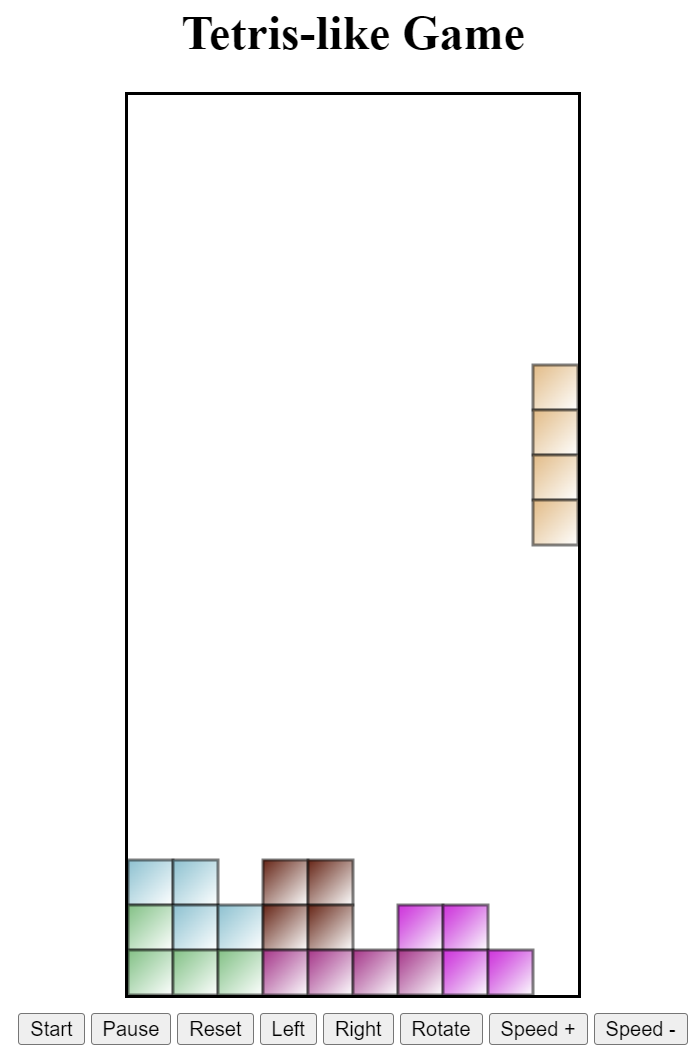 Tetris-like Game
Start Pause Reset Left Right Rotate Speed + Speed -